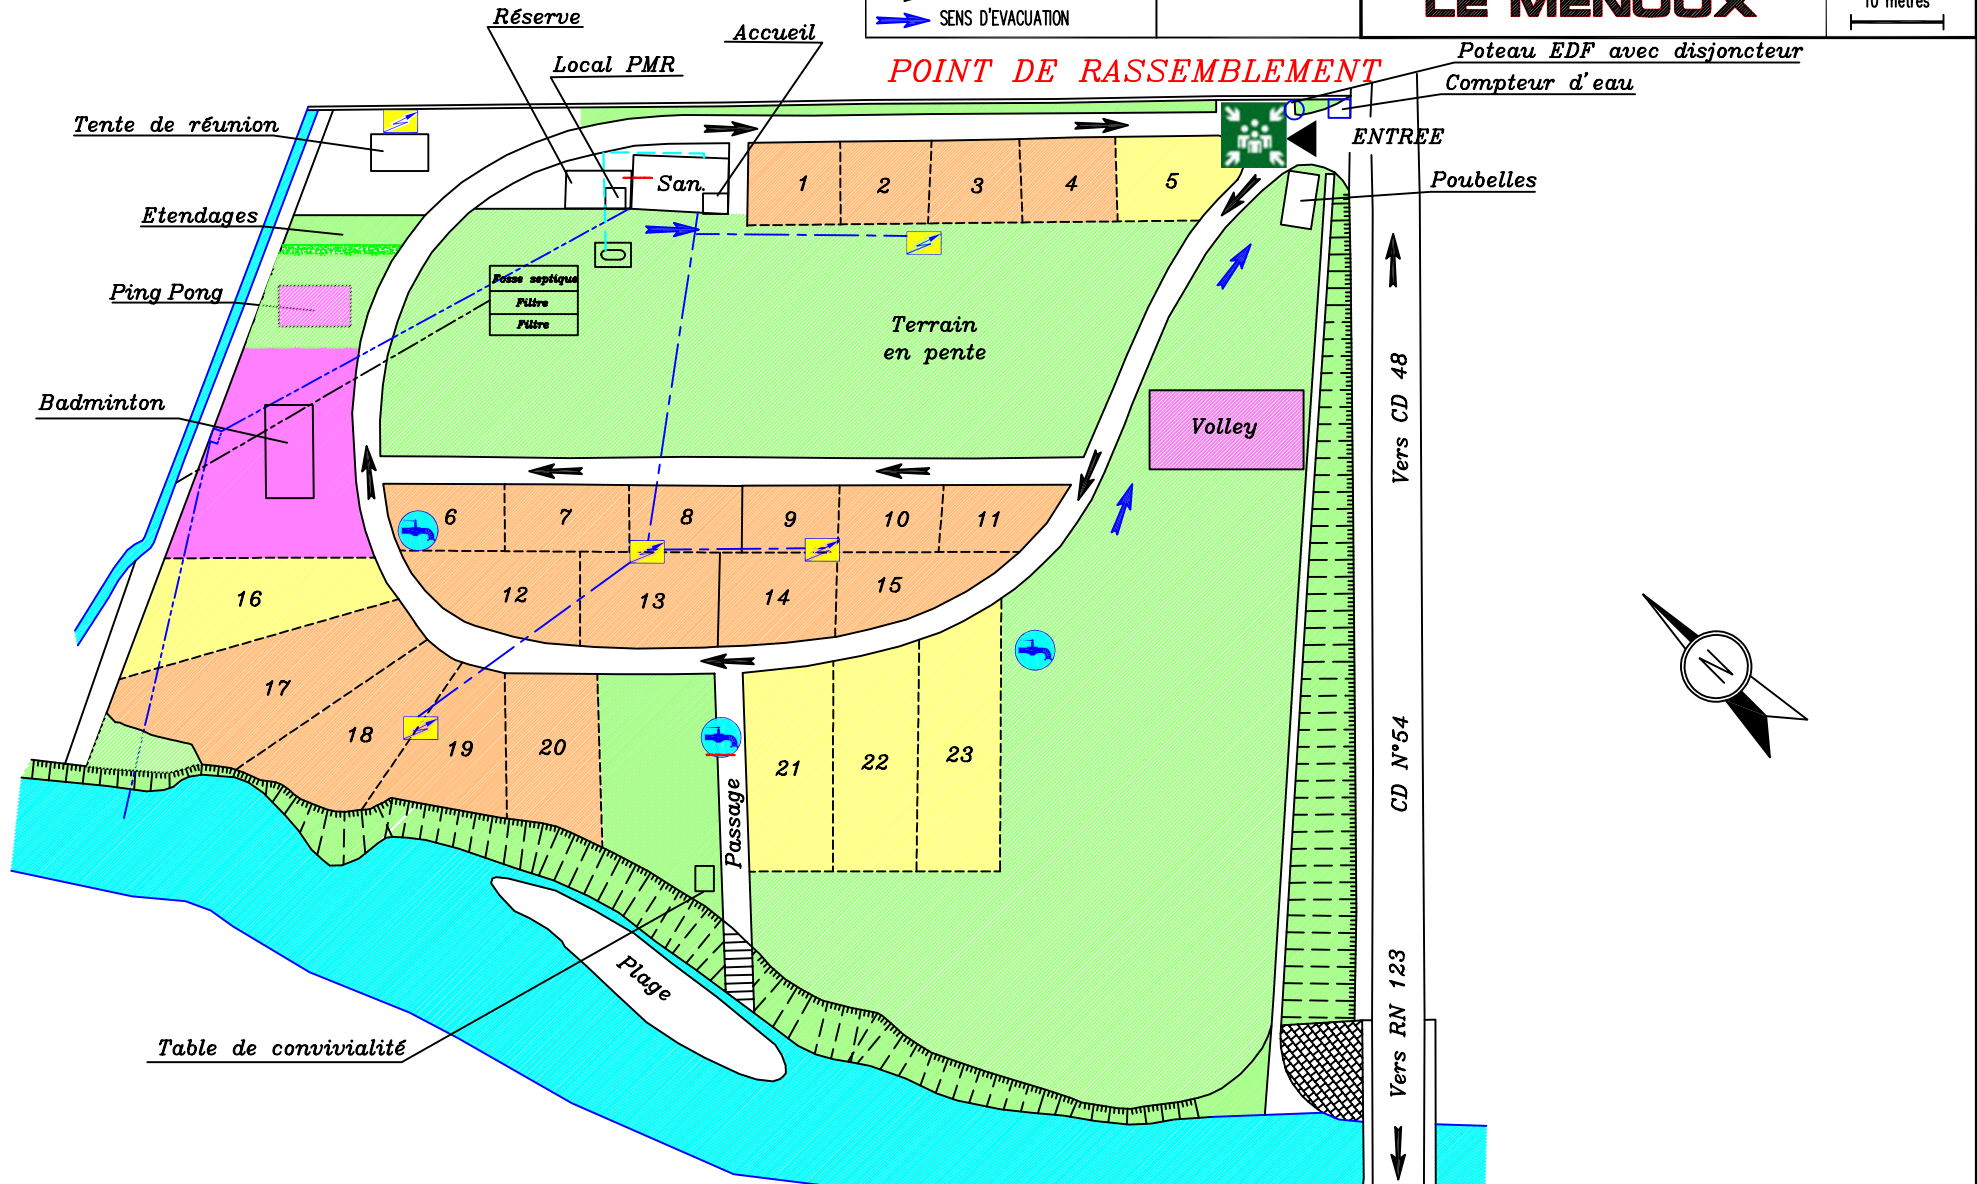 SENS D'EVACUATION
LE MENOUX
10 mètres
Réserve
Accueil
Local PMR
POINT DE RASSEMBLEMENT
Poteau EDF avec disjoncteur
Compteur d'eau
Tente de réunion
ENTREE
San.
1
2
3
4
5
Poubelles
Etendages
Fosse septique
Filtre
Filtre
Ping Pong
Terrain
en pente
Vers CD 48
Badminton
Volley
6
7
8
9
10
11
12
13
14
15
16
17
18
19
20
21
22
23
N
CD N°54
Passage
Plage
Vers RN 123
Table de convivialité